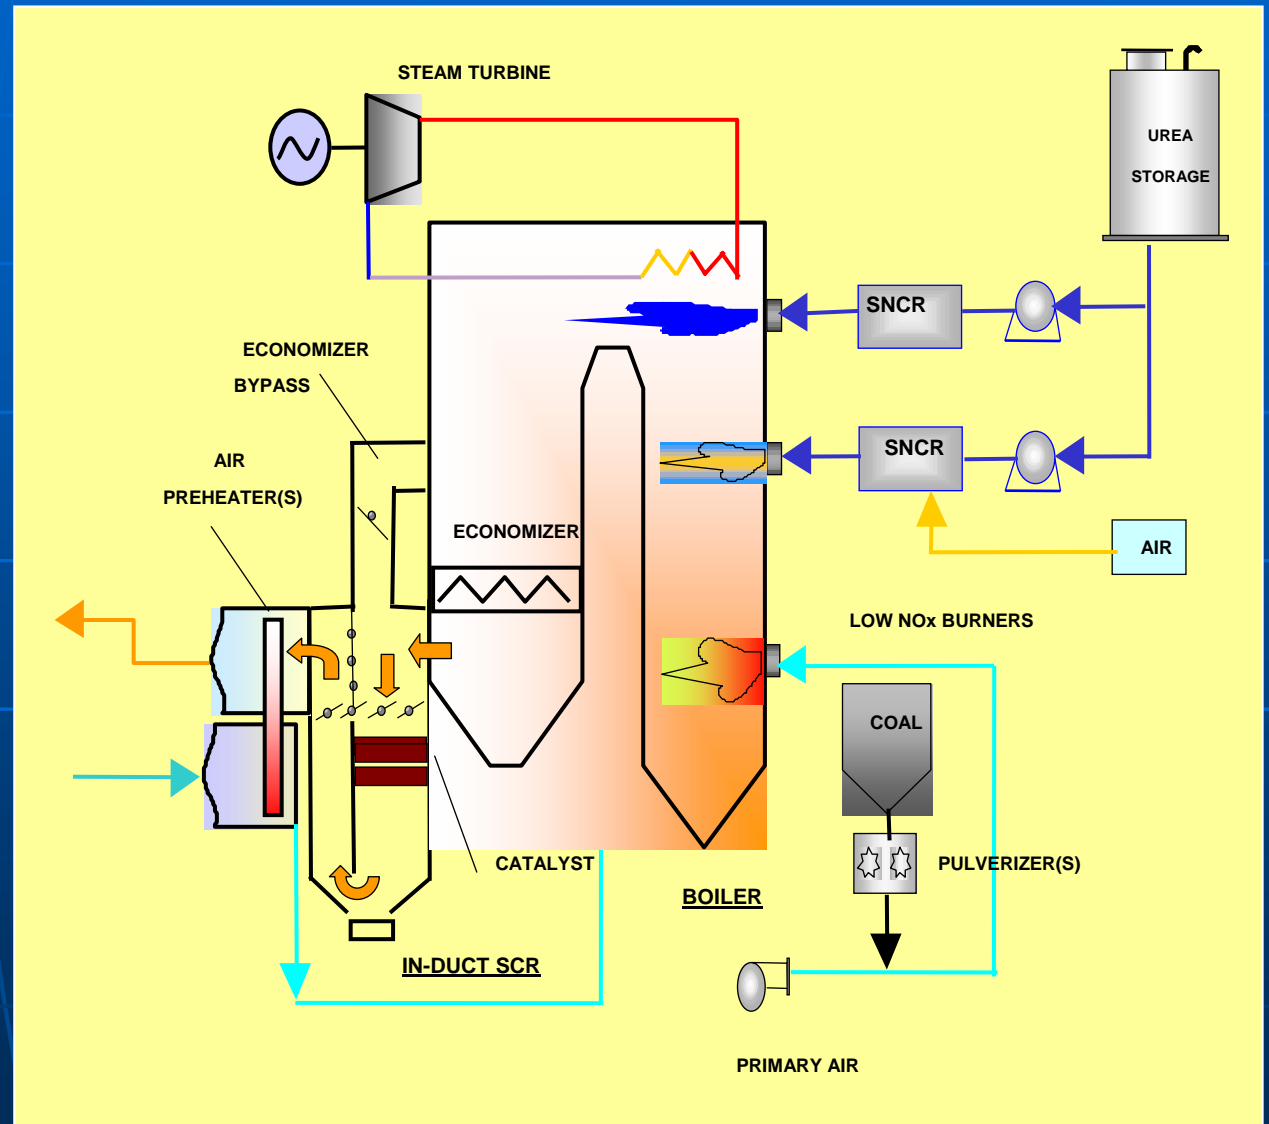 STEAM TURBINE
UREA
STORAGE
SNCR
ECONOMIZER
BYPASS
SNCR
AIR
PREHEATER(S)
ECONOMIZER
AIR
LOW NOx BURNERS
COAL
CATALYST
PULVERIZER(S)
BOILER
IN-DUCT SCR
PRIMARY AIR